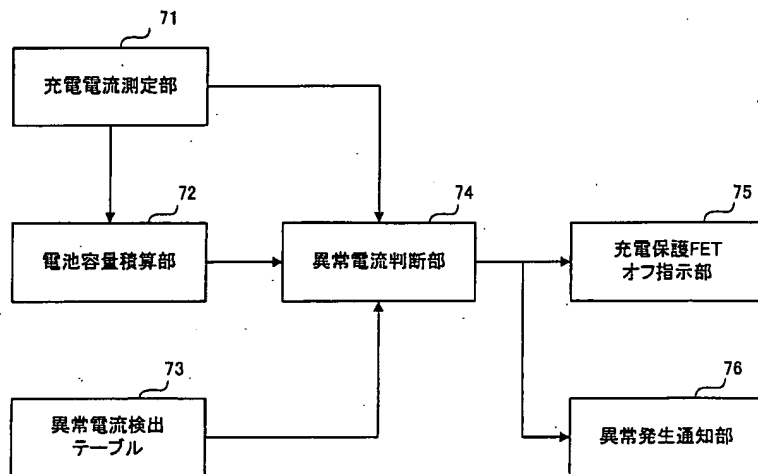 71
充電電流測定部
72
電池容量積算部
74
異常電流判断部
75
充電保護FET
オフ指示部
73
異常電流検出
テーブル
76
異常発生通知部